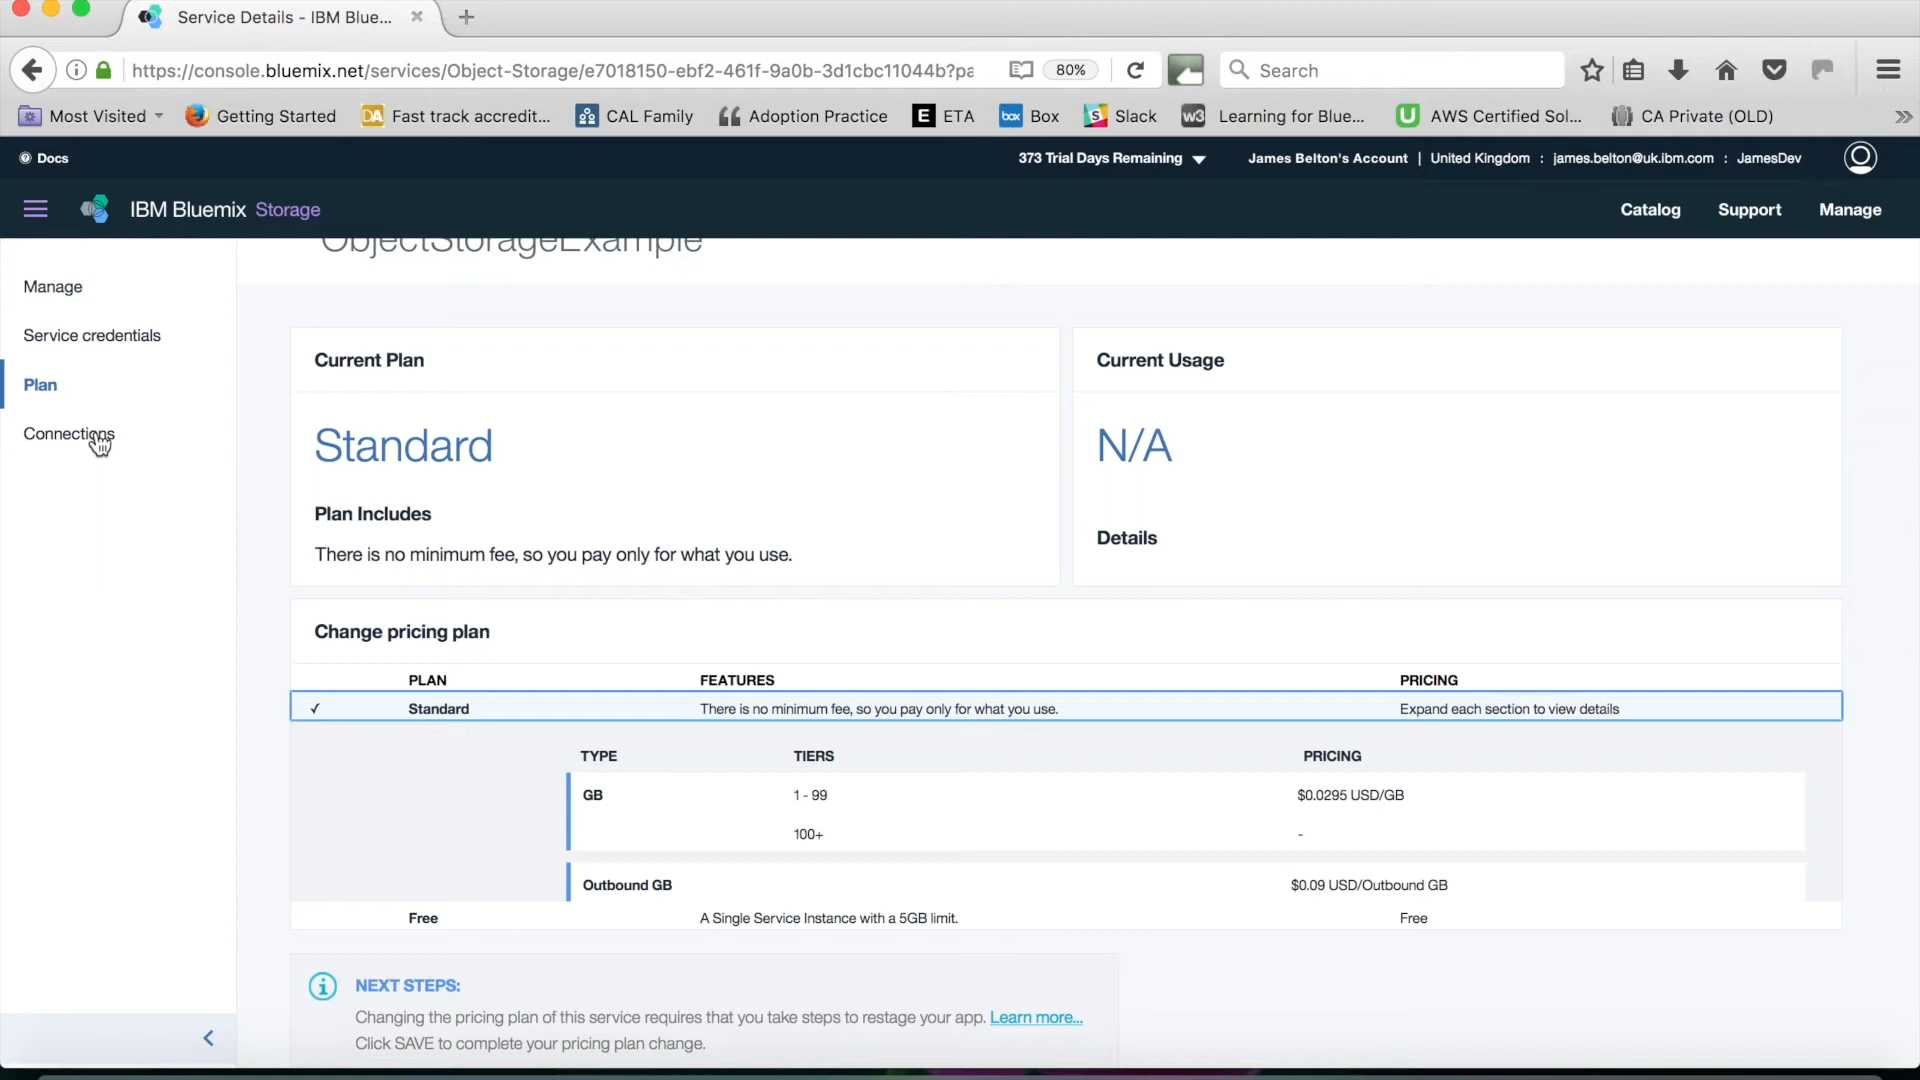 Service Details - IBM Blue...
https://console.bluemix.net/services/Object-Storage/e7018150-ebf2-461f-9a0b-3d1cbc11044b?pa
80%
Search
Most Visited
Getting Started
DA
Fast track accredit...
CAL Family
Adoption Practice
E
ETA
box
Box
Slack
w3
Learning for Blue...
U
AWS Certified Sol...
CA Private (OLD)
Docs
373 Trial Days Remaining
James Belton's Account | United Kingdom : james.belton@uk.ibm.com : JamesDev
IBM Bluemix Storage
Catalog
Support
Manage
ObjectStorageExample
Manage
Service credentials
Plan
Connections
Current Plan
Standard
Plan Includes
There is no minimum fee, so you pay only for what you use.
Current Usage
N/A
Details
Change pricing plan
PLAN FEATURES PRICING
✓ Standard There is no minimum fee, so you pay only for what you use. Expand each section to view details
TYPE TIERS PRICING
GB 1 - 99 $0.0295 USD/GB
100+ -
Outbound GB $0.09 USD/Outbound GB
Free A Single Service Instance with a 5GB limit. Free
NEXT STEPS:
Changing the pricing plan of this service requires that you take steps to restage your app. Learn more...
Click SAVE to complete your pricing plan change.